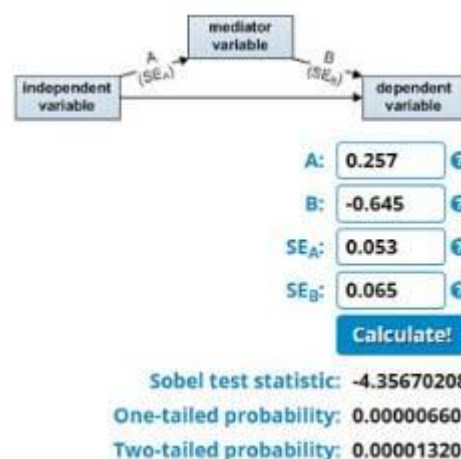 mediator
variable
A
(SEA)
B
(SEB)
independent
variable
dependent
variable
A: 0.257
B: -0.645
SEA: 0.053
SEB: 0.065
Calculate!
Sobel test statistic: -4.35670208
One-tailed probability: 0.00000660
Two-tailed probability: 0.00001320